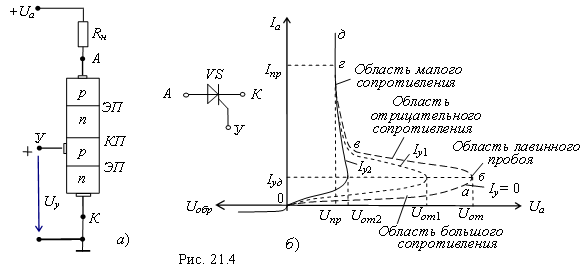 +Uа
Rн
А
p
ЭП
n
КП
У
p
ЭП
n
+
Uу
К
а)
VS
А
К
У
Iа
д
г
Iпр
Область малого
сопротивления
Область
отрицательного
сопротивления
в
Iу1
Iу2
Область лавинного
пробоя
Iуд
б
а
Iу = 0
0
Uобр
Uпр
Uот2
Uот1
Uот
Uа
Область большого
сопротивления
б)
Рис. 21.4